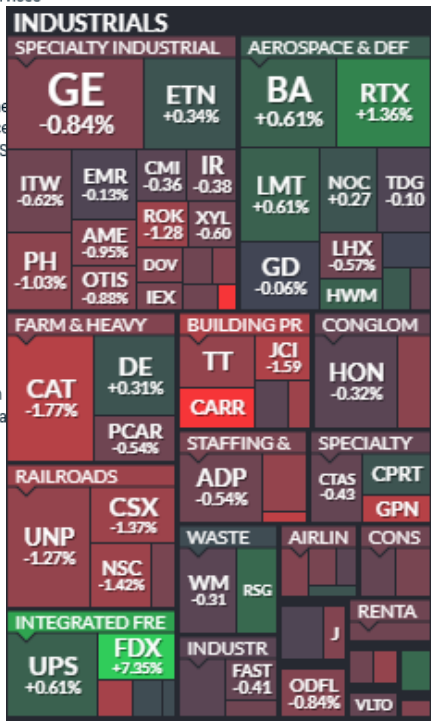 INDUSTRIALS
SPECIALTY INDUSTRIAL
GE
-0.84%
ETN
+0.34%
ITW
-0.62%
EMR
-0.13%
CMI
-0.36
IR
-0.38
PH
-1.03%
AME
-0.95%
ROK
-1.28
XYL
-0.60
OTIS
-0.88%
DOV
IEX
AEROSPACE & DEF
BA
+0.61%
RTX
+1.36%
LMT
+0.61%
NOC
+0.27
TDG
-0.10
GD
-0.06%
LHX
-0.57%
HWM
FARM & HEAVY
CAT
-1.77%
DE
+0.31%
PCAR
-0.54%
BUILDING PR
TT
JCI
-1.59
CARR
CONGLOM
HON
-0.32%
STAFFING &
ADP
-0.54%
SPECIALTY
CTAS
-0.43
CPRT
GPN
RAILROADS
UNP
-1.27%
CSX
-1.37%
NSC
-1.42%
WASTE
WM
-0.31
RSG
AIRLIN
CONS
INTEGRATED FRE
UPS
+0.61%
FDX
+7.35%
INDUSTR
FAST
-0.41
J
RENTA
ODFL
-0.84%
VLTO